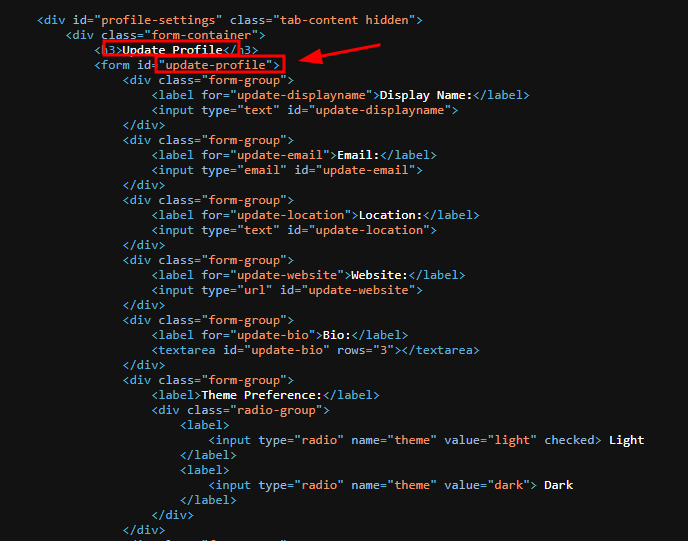 <div id="profile-settings" class="tab-content hidden">
<div class="form-container">
<h3>Update Profile</h3>
<form id="update-profile">
<div class="form-group">
<label for="update-displayname">Display Name:</label>
<input type="text" id="update-displayname">
</div>
<div class="form-group">
<label for="update-email">Email:</label>
<input type="email" id="update-email">
</div>
<div class="form-group">
<label for="update-location">Location:</label>
<input type="text" id="update-location">
</div>
<div class="form-group">
<label for="update-website">Website:</label>
<input type="url" id="update-website">
</div>
<div class="form-group">
<label for="update-bio">Bio:</label>
<textarea id="update-bio" rows="3"></textarea>
</div>
<div class="form-group">
<label>Theme Preference:</label>
<div class="radio-group">
<label>
<input type="radio" name="theme" value="light" checked> Light
</label>
<label>
<input type="radio" name="theme" value="dark"> Dark
</label>
</div>
</div>